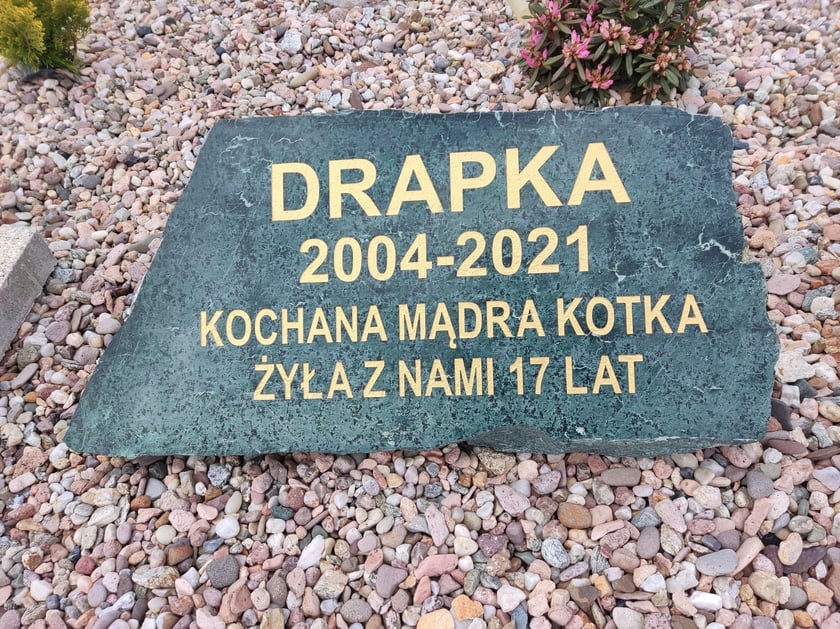 DRAPKA
2004-2021
KOCHANA MĄDRA KOTKA
ŻYŁA Z NAMI 17 LAT